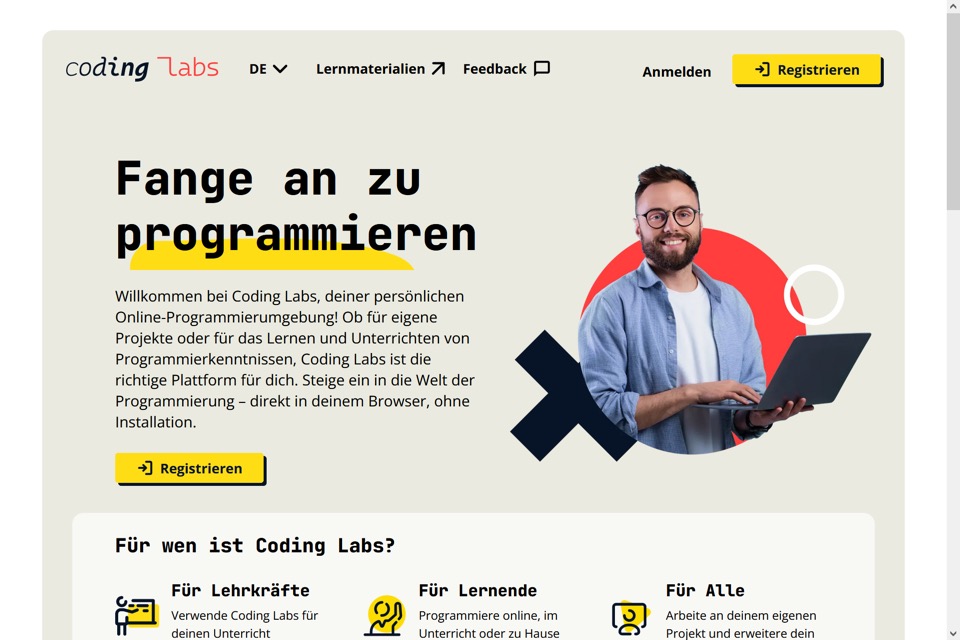 coding labs
DE
Lernmaterialien
Feedback
Anmelden
Registrieren
Fange an zu
programmieren
Willkommen bei Coding Labs, deiner persönlichen
Online-Programmierumgebung! Ob für eigene
Projekte oder für das Lernen und Unterrichten von
Programmierkenntnissen, Coding Labs ist die
richtige Plattform für dich. Steige ein in die Welt der
Programmierung – direkt in deinem Browser, ohne
Installation.
Registrieren
Für wen ist Coding Labs?
Für Lehrkräfte
Verwende Coding Labs für
deinen Unterricht
Für Lernende
Programmiere online, im
Unterricht oder zu Hause
Für Alle
Arbeite an deinem eigenen
Projekt und erweitere dein